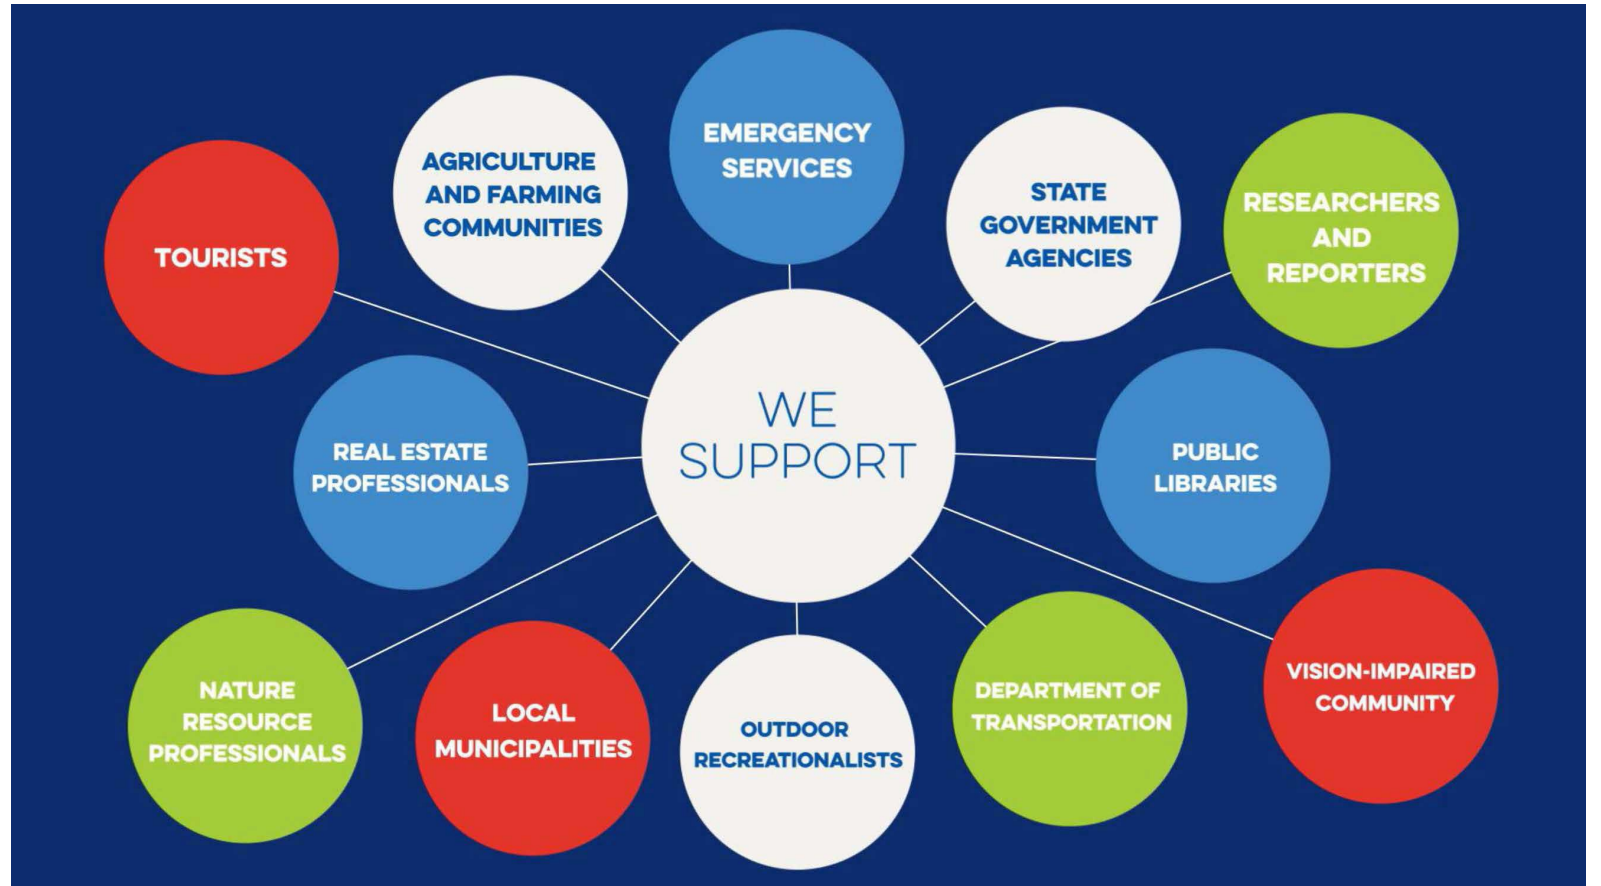 EMERGENCY
SERVICES
AGRICULTURE
AND FARMING
COMMUNITIES
STATE
GOVERNMENT
AGENCIES
RESEARCHERS
AND
REPORTERS
TOURISTS
WE
SUPPORT
REAL ESTATE
PROFESSIONALS
PUBLIC
LIBRARIES
NATURE
RESOURCE
PROFESSIONALS
LOCAL
MUNICIPALITIES
OUTDOOR
RECREATIONALISTS
DEPARTMENT OF
TRANSPORTATION
VISION-IMPAIRED
COMMUNITY